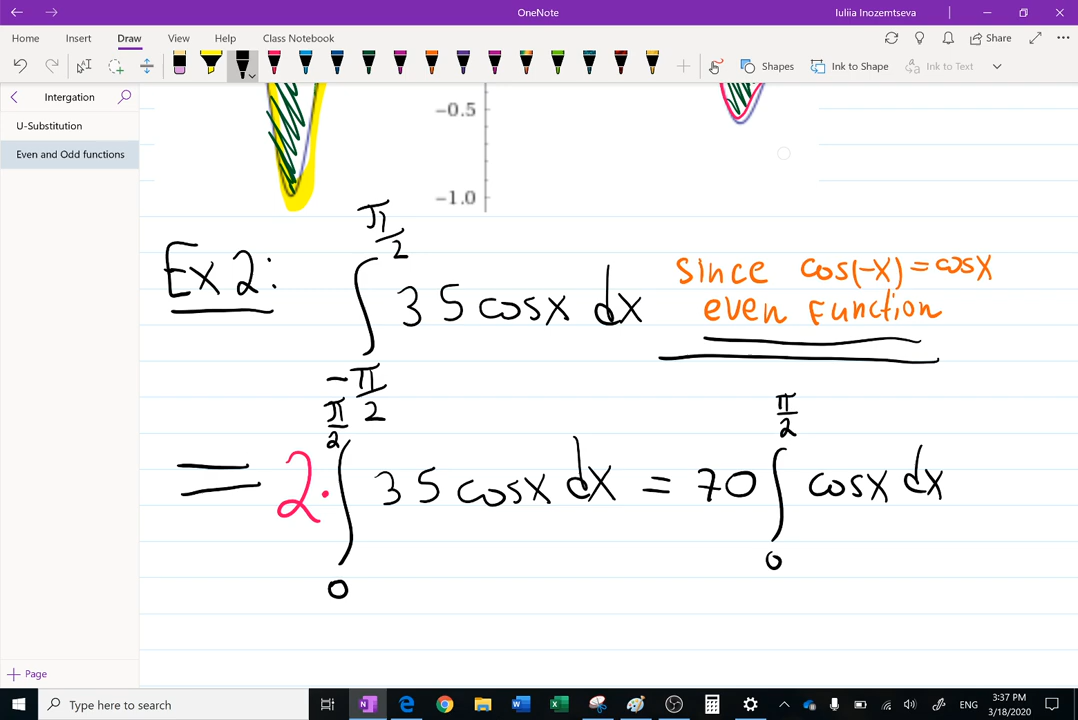 OneNote
Iuliia Inozemtseva
Home Insert Draw View Help Class Notebook
Share
Shapes Ink to Shape Ink to Text
Intergation
U-Substitution
Even and Odd functions
−0.5
−1.0
Ex 2: ∫_{-π/2}^{π/2} 35 cosx dx
since cos(-x)=cosx
even function
= 2· ∫_0^{π/2} 35 cosx dx = 70 ∫_0^{π/2} cosx dx
Page
Type here to search
ENG
3:37 PM
3/18/2020